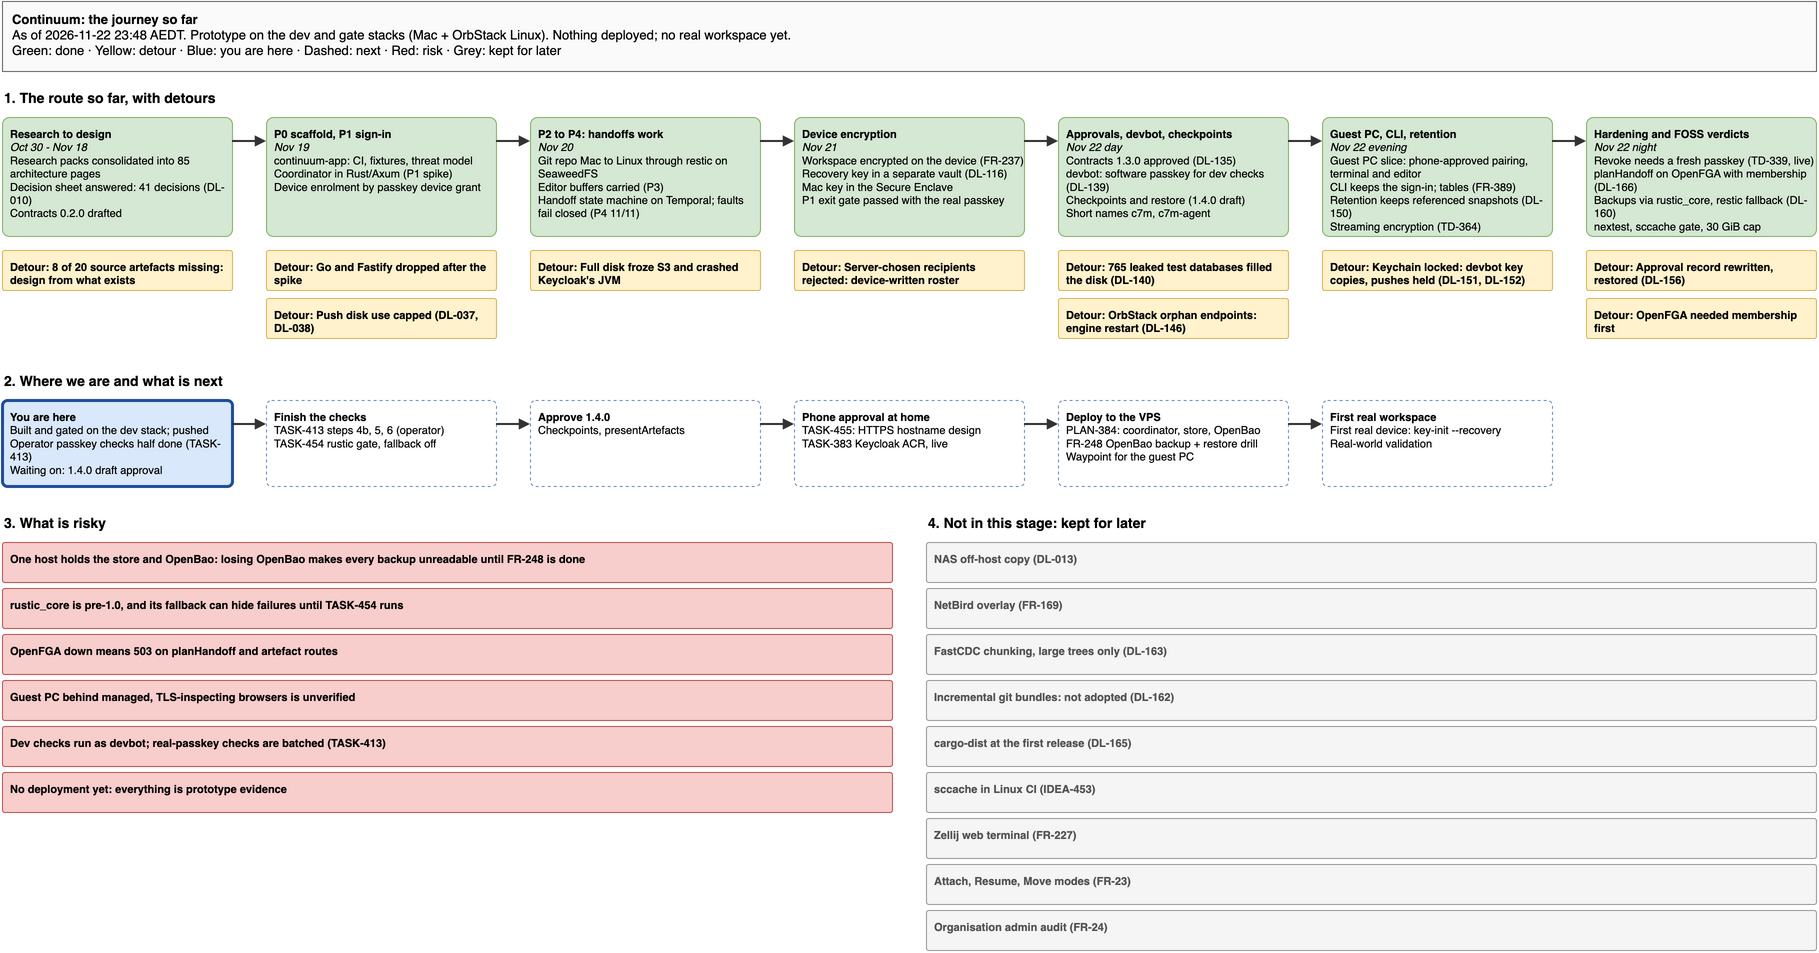 Continuum: the journey so far
As of 2026-11-22 23:48 AEDT. Prototype on the dev and gate stacks (Mac + OrbStack Linux). Nothing deployed; no real workspace yet.
Green: done · Yellow: detour · Blue: you are here · Dashed: next · Red: risk · Grey: kept for later
1. The route so far, with detours
Research to design
Oct 30 - Nov 18
Research packs consolidated into 85
architecture pages
Decision sheet answered: 41 decisions (DL-
010)
Contracts 0.2.0 drafted
P0 scaffold, P1 sign-in
Nov 19
continuum-app: CI, fixtures, threat model
Coordinator in Rust/Axum (P1 spike)
Device enrolment by passkey device grant
P2 to P4: handoffs work
Nov 20
Git repo Mac to Linux through restic on
SeaweedFS
Editor buffers carried (P3)
Handoff state machine on Temporal; faults
fail closed (P4 11/11)
Device encryption
Nov 21
Workspace encrypted on the device (FR-237)
Recovery key in a separate vault (DL-116)
Mac key in the Secure Enclave
P1 exit gate passed with the real passkey
Approvals, devbot, checkpoints
Nov 22 day
Contracts 1.3.0 approved (DL-135)
devbot: software passkey for dev checks
(DL-139)
Checkpoints and restore (1.4.0 draft)
Short names c7m, c7m-agent
Guest PC, CLI, retention
Nov 22 evening
Guest PC slice: phone-approved pairing,
terminal and editor
CLI keeps the sign-in; tables (FR-389)
Retention keeps referenced snapshots (DL-
150)
Streaming encryption (TD-364)
Hardening and FOSS verdicts
Nov 22 night
Revoke needs a fresh passkey (TD-339, live)
planHandoff on OpenFGA with membership
(DL-166)
Backups via rustic_core, restic fallback (DL-
160)
nextest, sccache gate, 30 GiB cap
Detour: 8 of 20 source artefacts missing:
design from what exists
Detour: Go and Fastify dropped after the
spike
Detour: Full disk froze S3 and crashed
Keycloak's JVM
Detour: Server-chosen recipients
rejected: device-written roster
Detour: 765 leaked test databases filled
the disk (DL-140)
Detour: Keychain locked: devbot key
copies, pushes held (DL-151, DL-152)
Detour: Approval record rewritten,
restored (DL-156)
Detour: Push disk use capped (DL-037,
DL-038)
Detour: OrbStack orphan endpoints:
engine restart (DL-146)
Detour: OpenFGA needed membership
first
2. Where we are and what is next
You are here
Built and gated on the dev stack; pushed
Operator passkey checks half done (TASK-
413)
Waiting on: 1.4.0 draft approval
Finish the checks
TASK-413 steps 4b, 5, 6 (operator)
TASK-454 rustic gate, fallback off
Approve 1.4.0
Checkpoints, presentArtefacts
Phone approval at home
TASK-455: HTTPS hostname design
TASK-383 Keycloak ACR, live
Deploy to the VPS
PLAN-384: coordinator, store, OpenBao
FR-248 OpenBao backup + restore drill
Waypoint for the guest PC
First real workspace
First real device: key-init --recovery
Real-world validation
3. What is risky
One host holds the store and OpenBao: losing OpenBao makes every backup unreadable until FR-248 is done
rustic_core is pre-1.0, and its fallback can hide failures until TASK-454 runs
OpenFGA down means 503 on planHandoff and artefact routes
Guest PC behind managed, TLS-inspecting browsers is unverified
Dev checks run as devbot; real-passkey checks are batched (TASK-413)
No deployment yet: everything is prototype evidence
4. Not in this stage: kept for later
NAS off-host copy (DL-013)
NetBird overlay (FR-169)
FastCDC chunking, large trees only (DL-163)
Incremental git bundles: not adopted (DL-162)
cargo-dist at the first release (DL-165)
sccache in Linux CI (IDEA-453)
Zellij web terminal (FR-227)
Attach, Resume, Move modes (FR-23)
Organisation admin audit (FR-24)